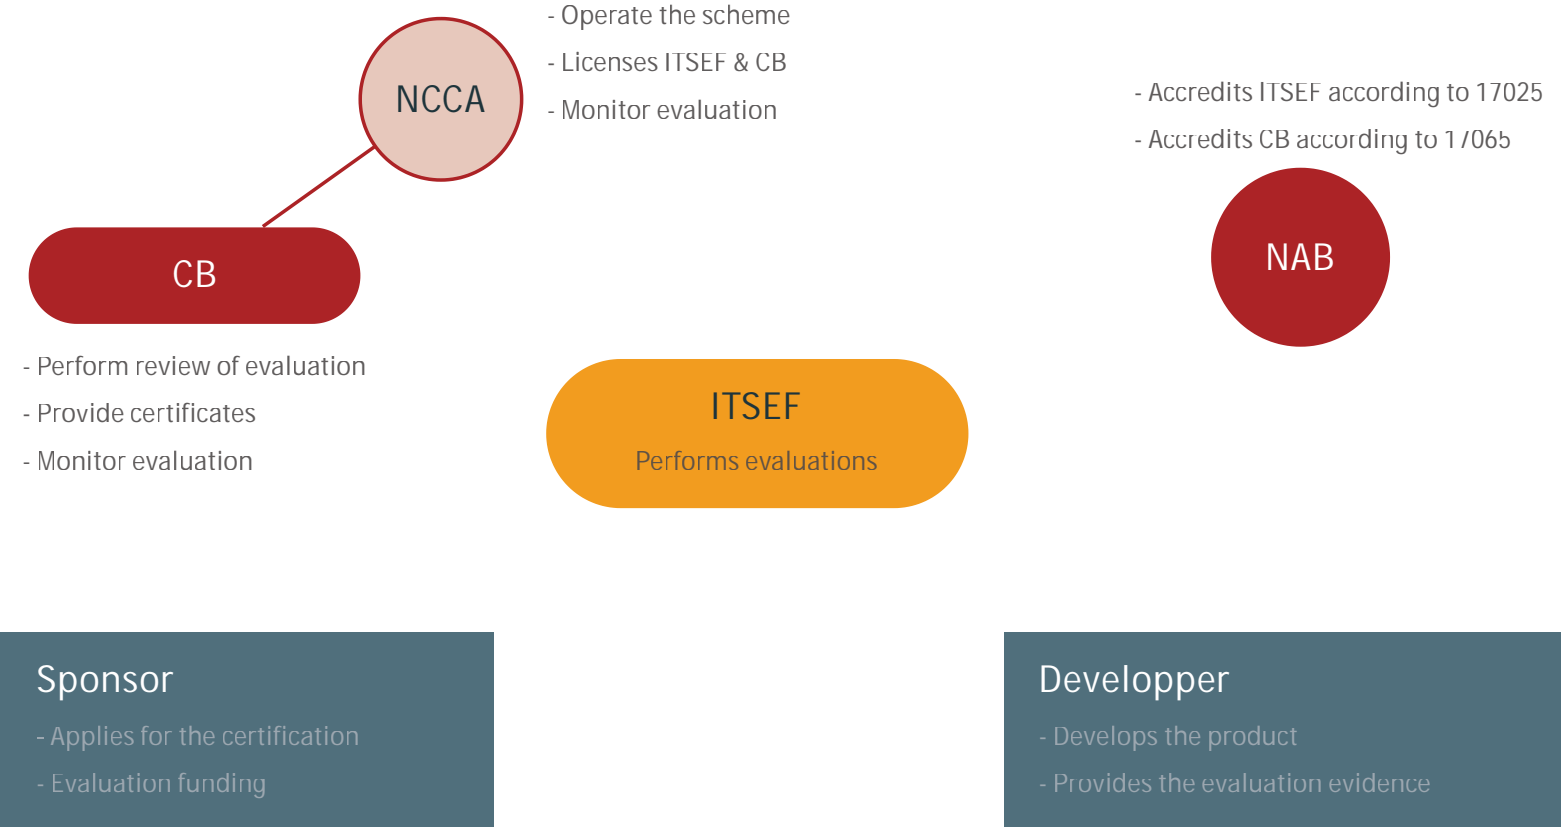 - Operate the scheme
- Licenses ITSEF & CB
- Monitor evaluation
NCCA
- Accredits ITSEF according to 17025
- Accredits CB according to 17065
NAB
CB
- Perform review of evaluation
- Provide certificates
- Monitor evaluation
ITSEF
Performs evaluations
Sponsor
- Applies for the certification
- Evaluation funding
Developper
- Develops the product
- Provides the evaluation evidence